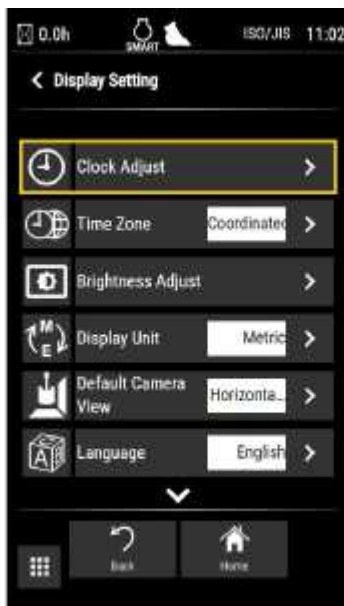 0.0h SMART ISO/JIS 11:02
Display Setting
Clock Adjust
Time Zone Coordinated
Brightness Adjust
M
E
Display Unit Metric
Default Camera
View Horizonta...
A Language English
Back Home